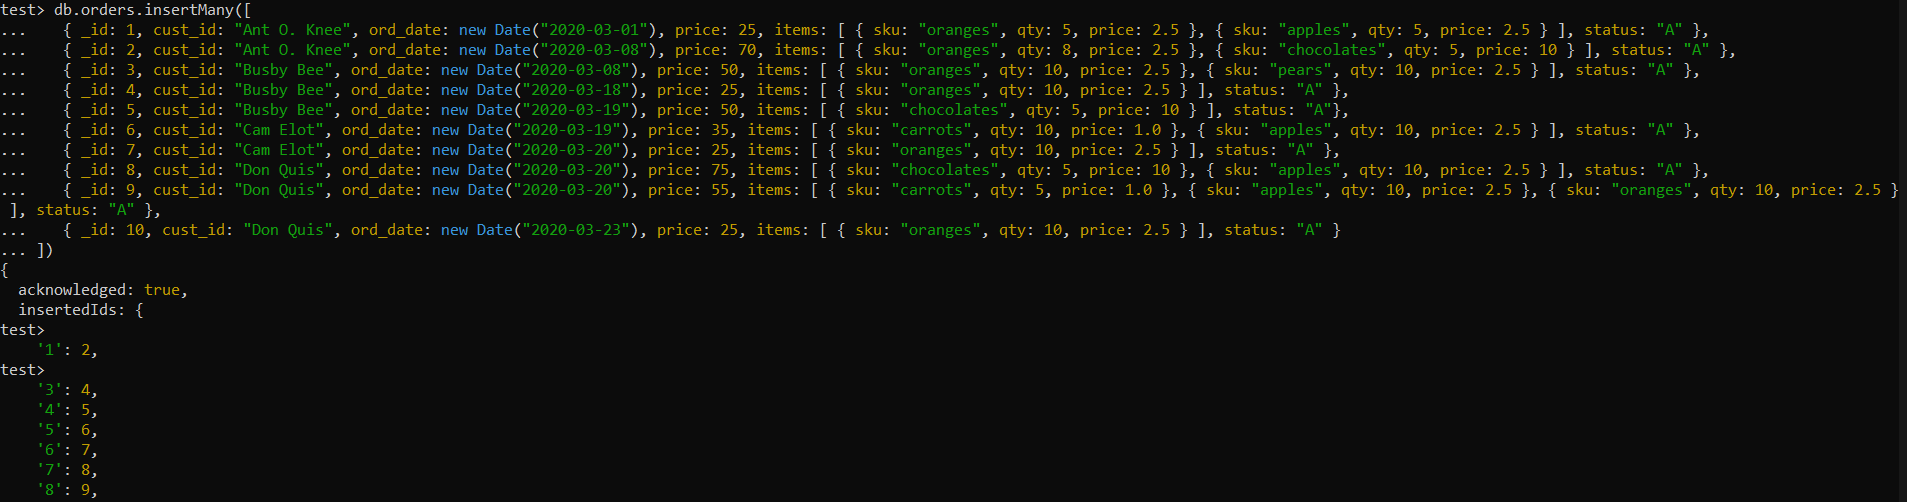 test> db.orders.insertMany([
...    { _id: 1, cust_id: "Ant O. Knee", ord_date: new Date("2020-03-01"), price: 25, items: [ { sku: "oranges", qty: 5, price: 2.5 }, { sku: "apples", qty: 5, price: 2.5 } ], status: "A" },
...    { _id: 2, cust_id: "Ant O. Knee", ord_date: new Date("2020-03-08"), price: 70, items: [ { sku: "oranges", qty: 8, price: 2.5 }, { sku: "chocolates", qty: 5, price: 10 } ], status: "A" },
...    { _id: 3, cust_id: "Busby Bee", ord_date: new Date("2020-03-08"), price: 50, items: [ { sku: "oranges", qty: 10, price: 2.5 }, { sku: "pears", qty: 10, price: 2.5 } ], status: "A" },
...    { _id: 4, cust_id: "Busby Bee", ord_date: new Date("2020-03-18"), price: 25, items: [ { sku: "oranges", qty: 10, price: 2.5 } ], status: "A" },
...    { _id: 5, cust_id: "Busby Bee", ord_date: new Date("2020-03-19"), price: 50, items: [ { sku: "chocolates", qty: 5, price: 10 } ], status: "A"},
...    { _id: 6, cust_id: "Cam Elot", ord_date: new Date("2020-03-19"), price: 35, items: [ { sku: "carrots", qty: 10, price: 1.0 }, { sku: "apples", qty: 10, price: 2.5 } ], status: "A" },
...    { _id: 7, cust_id: "Cam Elot", ord_date: new Date("2020-03-20"), price: 25, items: [ { sku: "oranges", qty: 10, price: 2.5 } ], status: "A" },
...    { _id: 8, cust_id: "Don Quis", ord_date: new Date("2020-03-20"), price: 75, items: [ { sku: "chocolates", qty: 5, price: 10 }, { sku: "apples", qty: 10, price: 2.5 } ], status: "A" },
...    { _id: 9, cust_id: "Don Quis", ord_date: new Date("2020-03-20"), price: 55, items: [ { sku: "carrots", qty: 5, price: 1.0 }, { sku: "apples", qty: 10, price: 2.5 }, { sku: "oranges", qty: 10, price: 2.5 }
 ], status: "A" },
...    { _id: 10, cust_id: "Don Quis", ord_date: new Date("2020-03-23"), price: 25, items: [ { sku: "oranges", qty: 10, price: 2.5 } ], status: "A" }
... ])
{
  acknowledged: true,
  insertedIds: {
test>
    '1': 2,
test>
    '3': 4,
    '4': 5,
    '5': 6,
    '6': 7,
    '7': 8,
    '8': 9,